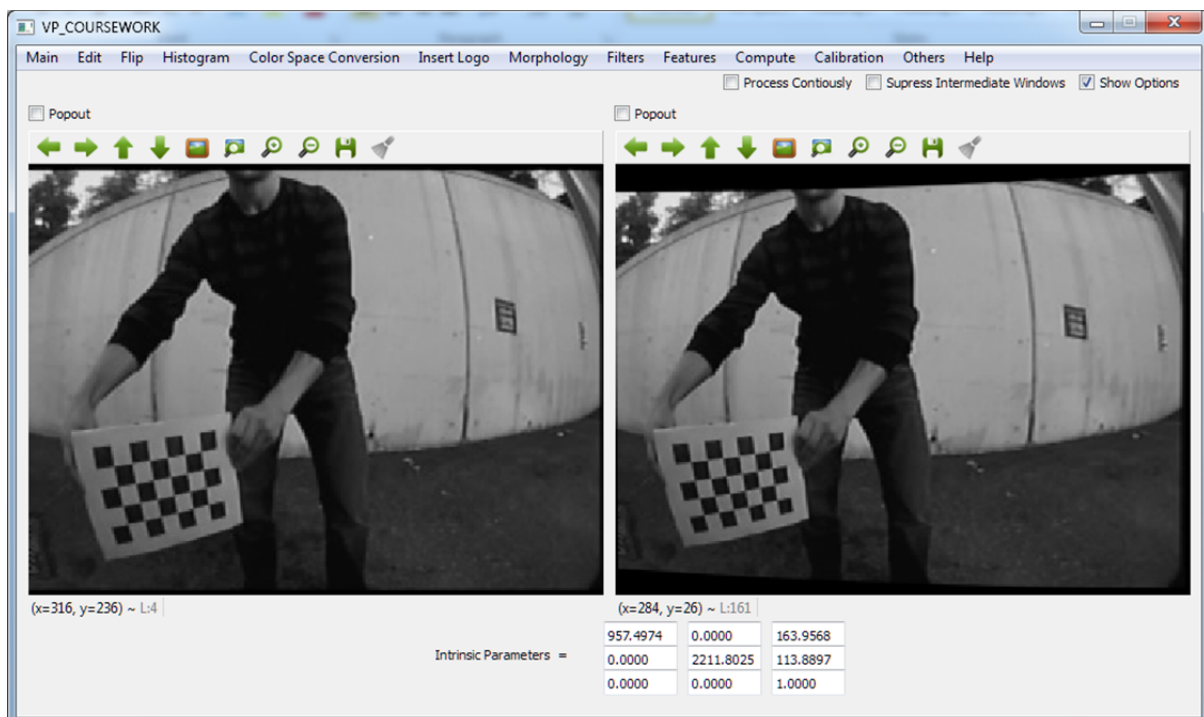 VP_COURSEWORK
Main Edit Flip Histogram Color Space Conversion Insert Logo Morphology Filters Features Compute Calibration Others Help
Process Contiously Supress Intermediate Windows Show Options
Popout Popout
(x=316, y=236) ~ L:4 (x=284, y=26) ~ L:161
957.4974 0.0000 163.9568
Intrinsic Parameters = 0.0000 2211.8025 113.8897
0.0000 0.0000 1.0000